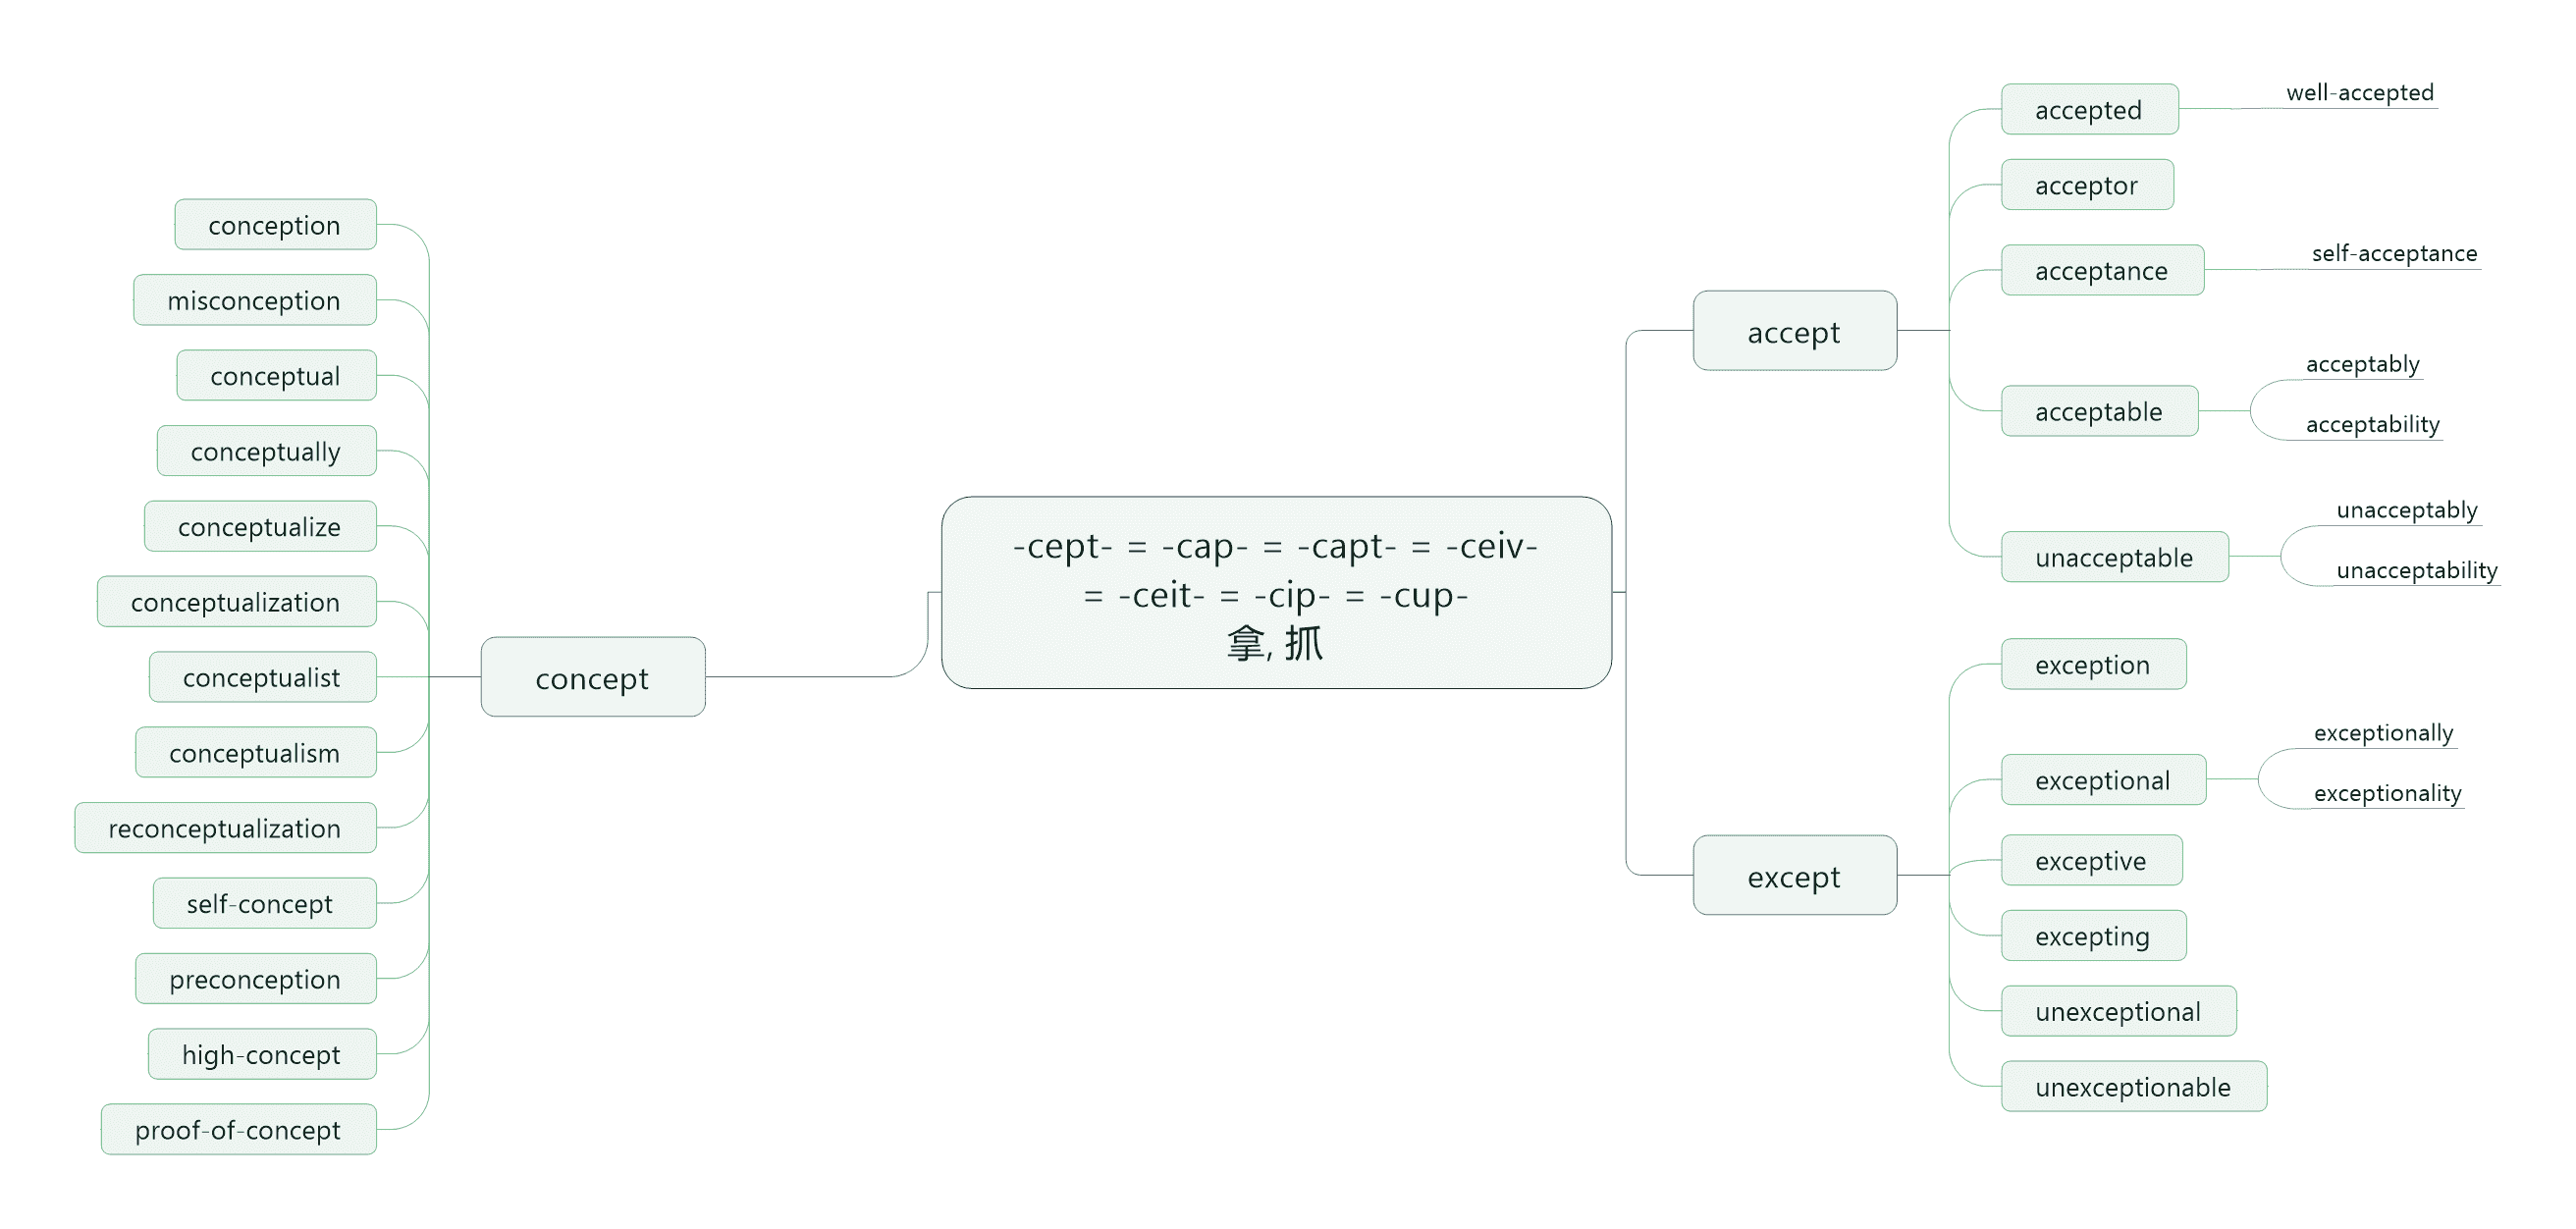 -cept- = -cap- = -capt- = -ceiv-
= -ceit- = -cip- = -cup-
拿, 抓
accept
accepted
well-accepted
acceptor
acceptance
self-acceptance
acceptable
acceptably
acceptability
unacceptable
unacceptably
unacceptability
except
exception
exceptional
exceptionally
exceptionality
exceptive
excepting
unexceptional
unexceptionable
concept
conception
misconception
conceptual
conceptually
conceptualize
conceptualization
conceptualist
conceptualism
reconceptualization
self-concept
preconception
high-concept
proof-of-concept